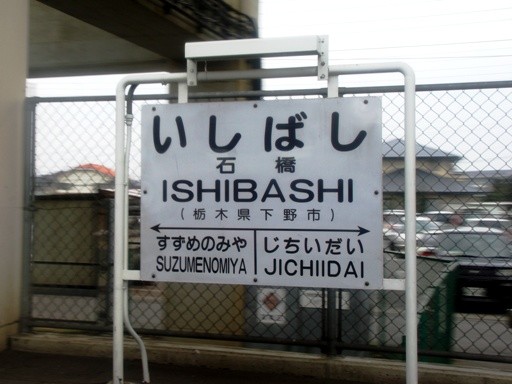 いしばし
石橋
ISHIBASHI
(栃木県下野市)
すずめのみや じちいだい
SUZUMENOMIYA JICHIIDAI